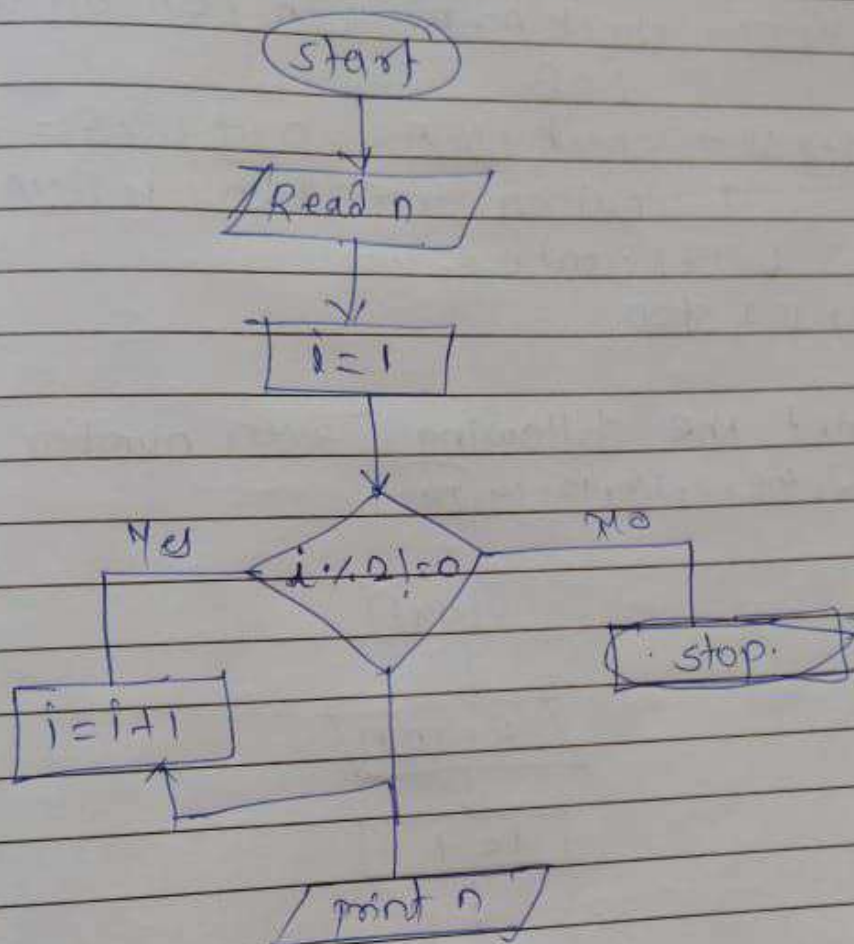 start
Read n
i = 1
Yes
i % 2 != 0
No
stop.
i = i + 1
print n